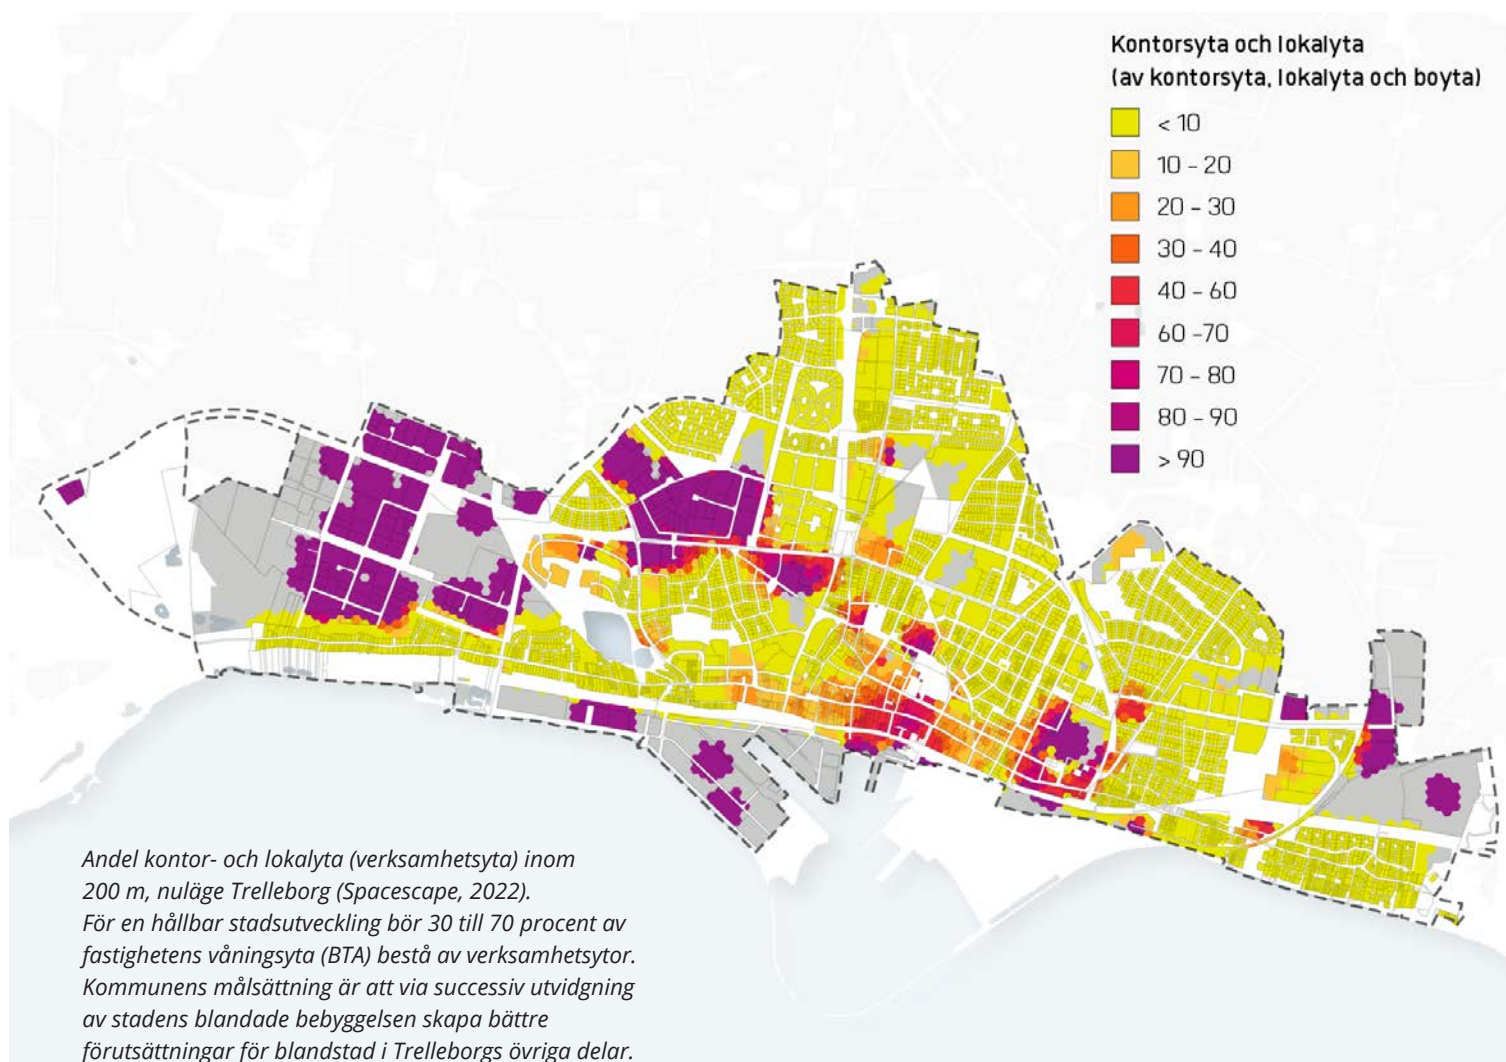 Kontorsyta och lokalyta
(av kontorsyta, lokalyta och boyta)
< 10
10 - 20
20 - 30
30 - 40
40 - 60
60 -70
70 - 80
80 - 90
> 90
Andel kontor- och lokalyta (verksamhetsyta) inom
200 m, nuläge Trelleborg (Spacescape, 2022).
För en hållbar stadsutveckling bör 30 till 70 procent av
fastighetens våningsyta (BTA) bestå av verksamhetsytor.
Kommunens målsättning är att via successiv utvidgning
av stadens blandade bebyggelsen skapa bättre
förutsättningar för blandstad i Trelleborgs övriga delar.